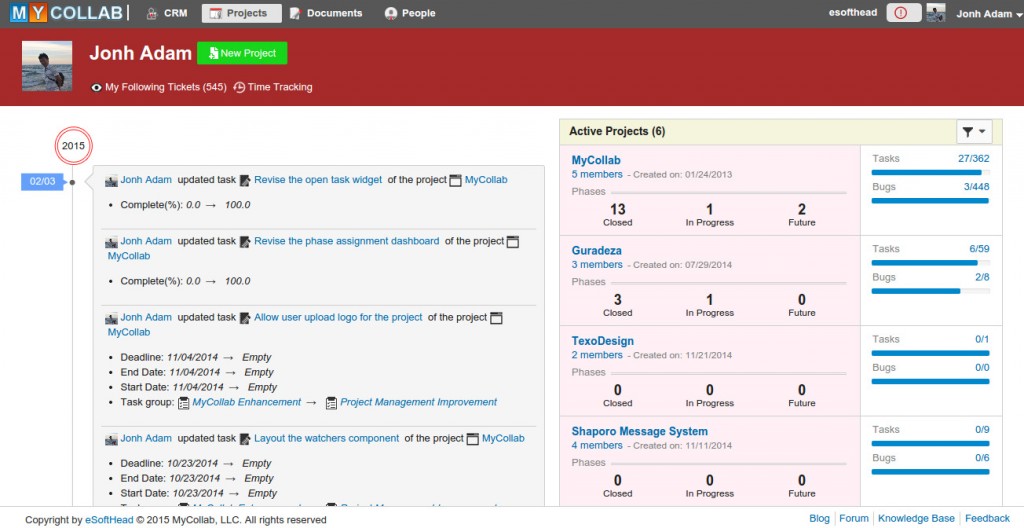 MYCOLLAB CRM Projects Documents People esofthead Jonh Adam
Jonh Adam New Project
My Following Tickets (545) Time Tracking
2015
02/03
Jonh Adam updated task Revise the open task widget of the project MyCollab
Complete(%): 0.0 → 100.0
Jonh Adam updated task Revise the phase assignment dashboard of the project
MyCollab
Complete(%): 0.0 → 100.0
Jonh Adam updated task Allow user upload logo for the project of the project
MyCollab
Deadline: 11/04/2014 → Empty
End Date: 11/04/2014 → Empty
Start Date: 11/04/2014 → Empty
Task group: MyCollab Enhancement → Project Management Improvement
Jonh Adam updated task Layout the watchers component of the project MyCollab
Deadline: 10/23/2014 → Empty
End Date: 10/23/2014 → Empty
Start Date: 10/23/2014 → Empty
Active Projects (6)
MyCollab
5 members - Created on: 01/24/2013
Phases
13 1 2
Closed In Progress Future
Tasks 27/362
Bugs 3/448
Guradeza
3 members - Created on: 07/29/2014
Phases
3 1 0
Closed In Progress Future
Tasks 6/59
Bugs 2/8
TexoDesign
2 members - Created on: 11/21/2014
Phases
0 0 0
Closed In Progress Future
Tasks 0/1
Bugs 0/0
Shaporo Message System
4 members - Created on: 11/11/2014
Phases
0 0 0
Closed In Progress Future
Tasks 0/9
Bugs 0/6
Copyright by eSoftHead © 2015 MyCollab, LLC. All rights reserved
Blog | Forum | Knowledge Base | Feedback